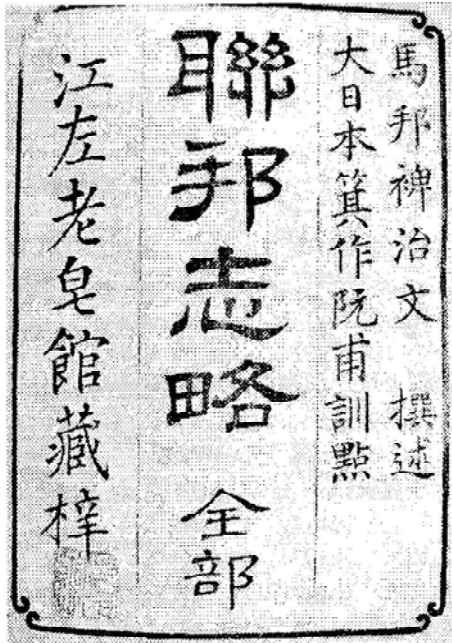 馬邦裨治文 撰述
大日本箕作阮甫訓點
聯邦志略 全部
江左老皂館藏梓